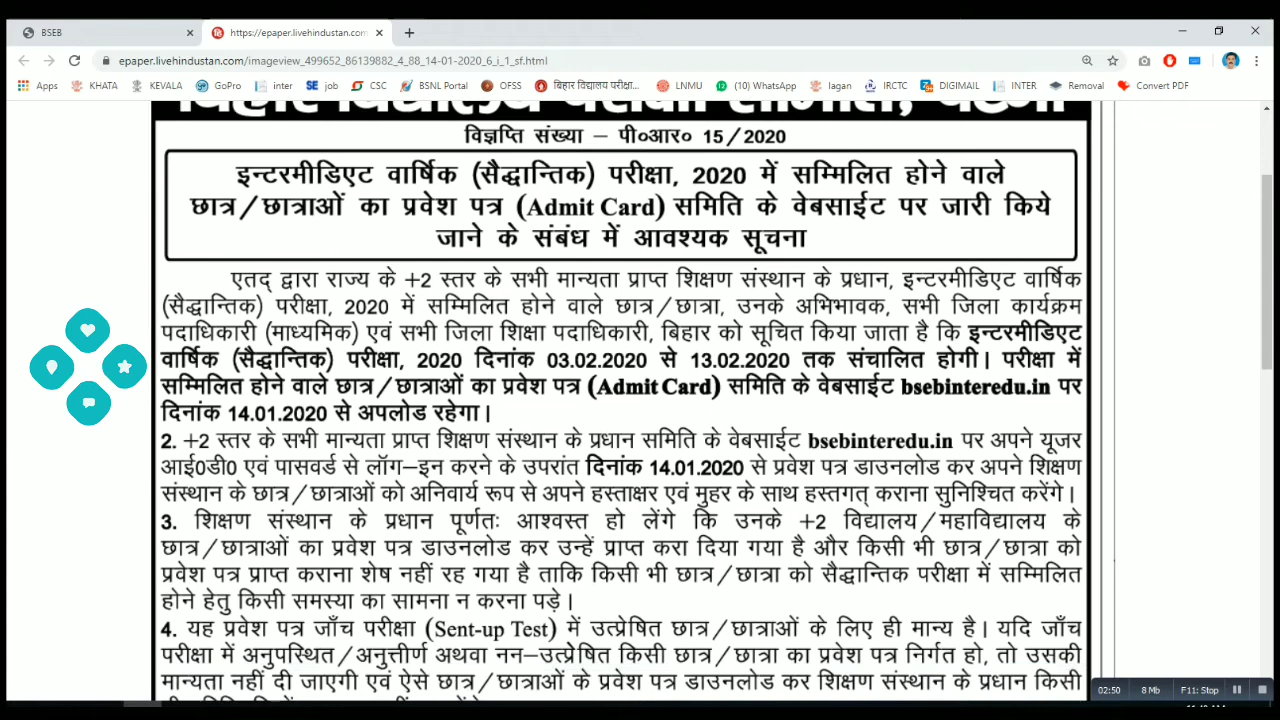 BSEB
https://epaper.livehindustan.con
epaper.livehindustan.com/imageview_499652_86139882_4_88_14-01-2020_6_i_1_sf.html
Apps KHATA KEVALA GoPro inter SE job CSC BSNL Portal OFSS बिहार विद्यालय परीक्षा... LNMU (10) WhatsApp lagan IRCTC DIGIMAIL INTER Removal Convert PDF
बिहार विद्यालय परीक्षा समिति, पटना
विज्ञप्ति संख्या – पी०आर० 15/2020
इन्टरमीडिएट वार्षिक (सैद्धान्तिक) परीक्षा, 2020 में सम्मिलित होने वाले
छात्र/छात्राओं का प्रवेश पत्र (Admit Card) समिति के वेबसाईट पर जारी किये
जाने के संबंध में आवश्यक सूचना
एतद् द्वारा राज्य के +2 स्तर के सभी मान्यता प्राप्त शिक्षण संस्थान के प्रधान, इन्टरमीडिएट वार्षिक
(सैद्धान्तिक) परीक्षा, 2020 में सम्मिलित होने वाले छात्र/छात्रा, उनके अभिभावक, सभी जिला कार्यक्रम
पदाधिकारी (माध्यमिक) एवं सभी जिला शिक्षा पदाधिकारी, बिहार को सूचित किया जाता है कि इन्टरमीडिएट
वार्षिक (सैद्धान्तिक) परीक्षा, 2020 दिनांक 03.02.2020 से 13.02.2020 तक संचालित होगी। परीक्षा में
सम्मिलित होने वाले छात्र/छात्राओं का प्रवेश पत्र (Admit Card) समिति के वेबसाईट bsebinteredu.in पर
दिनांक 14.01.2020 से अपलोड रहेगा।
2. +2 स्तर के सभी मान्यता प्राप्त शिक्षण संस्थान के प्रधान समिति के वेबसाईट bsebinteredu.in पर अपने यूजर
आई0डी0 एवं पासवर्ड से लॉग–इन करने के उपरांत दिनांक 14.01.2020 से प्रवेश पत्र डाउनलोड कर अपने शिक्षण
संस्थान के छात्र/छात्राओं को अनिवार्य रूप से अपने हस्ताक्षर एवं मुहर के साथ हस्तगत् कराना सुनिश्चित करेंगे।
3. शिक्षण संस्थान के प्रधान पूर्णतः आश्वस्त हो लेंगे कि उनके +2 विद्यालय/महाविद्यालय के
छात्र/छात्राओं का प्रवेश पत्र डाउनलोड कर उन्हें प्राप्त करा दिया गया है और किसी भी छात्र/छात्रा को
प्रवेश पत्र प्राप्त कराना शेष नहीं रह गया है ताकि किसी भी छात्र/छात्रा को सैद्धान्तिक परीक्षा में सम्मिलित
होने हेतु किसी समस्या का सामना न करना पड़े।
4. यह प्रवेश पत्र जाँच परीक्षा (Sent-up Test) में उत्प्रेषित छात्र/छात्राओं के लिए ही मान्य है। यदि जाँच
परीक्षा में अनुपस्थित/अनुत्तीर्ण अथवा नन–उत्प्रेषित किसी छात्र/छात्रा का प्रवेश पत्र निर्गत हो, तो उसकी
मान्यता नहीं दी जाएगी एवं ऐसे छात्र/छात्राओं के प्रवेश पत्र डाउनलोड कर शिक्षण संस्थान के प्रधान किसी
02:50 8 Mb F11: Stop